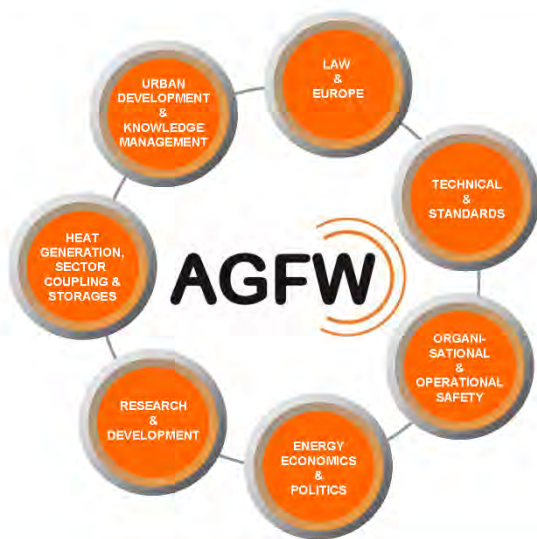 LAW
&
EUROPE
TECHNICAL
&
STANDARDS
ORGANI-
SATIONAL
&
OPERATIONAL
SAFETY
ENERGY
ECONOMICS
&
POLITICS
RESEARCH
&
DEVELOPMENT
HEAT
GENERATION,
SECTOR
COUPLING &
STORAGES
URBAN
DEVELOPMENT
&
KNOWLEDGE
MANAGEMENT
AGFW